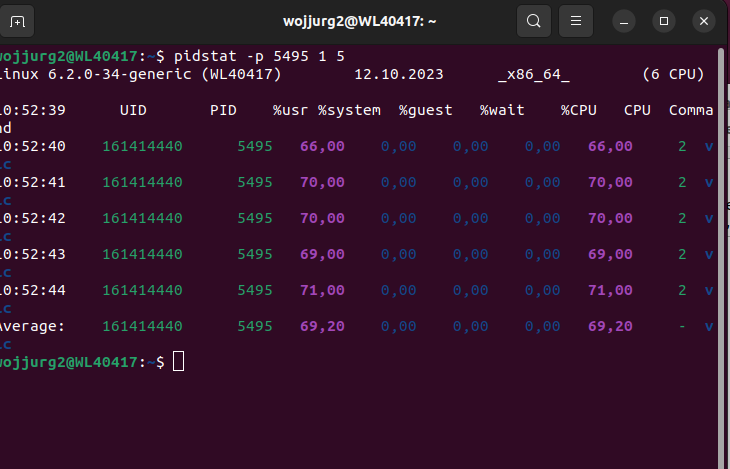 wojjurg2@WL40417: ~
wojjurg2@WL40417:~$ pidstat -p 5495 1 5
inux 6.2.0-34-generic (WL40417) 12.10.2023 _x86_64_ (6 CPU)
0:52:39 UID PID %usr %system %guest %wait %CPU CPU Comma
nd
0:52:40 161414440 5495 66,00 0,00 0,00 0,00 66,00 2 v
lc
0:52:41 161414440 5495 70,00 0,00 0,00 0,00 70,00 2 v
lc
0:52:42 161414440 5495 70,00 0,00 0,00 0,00 70,00 2 v
lc
0:52:43 161414440 5495 69,00 0,00 0,00 0,00 69,00 2 v
lc
0:52:44 161414440 5495 71,00 0,00 0,00 0,00 71,00 2 v
lc
Average: 161414440 5495 69,20 0,00 0,00 0,00 69,20 - v
lc
wojjurg2@WL40417:~$